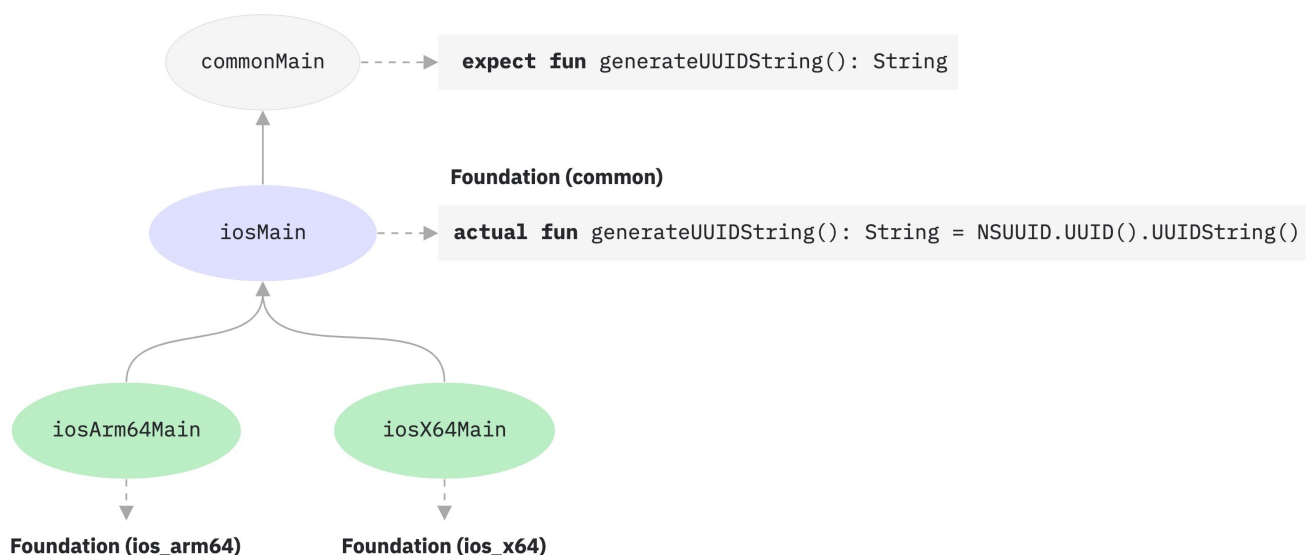 commonMain
expect fun generateUUIDString(): String
Foundation (common)
iosMain
actual fun generateUUIDString(): String = NSUUID.UUID().UUIDString()
iosArm64Main
iosX64Main
Foundation (ios_arm64)
Foundation (ios_x64)